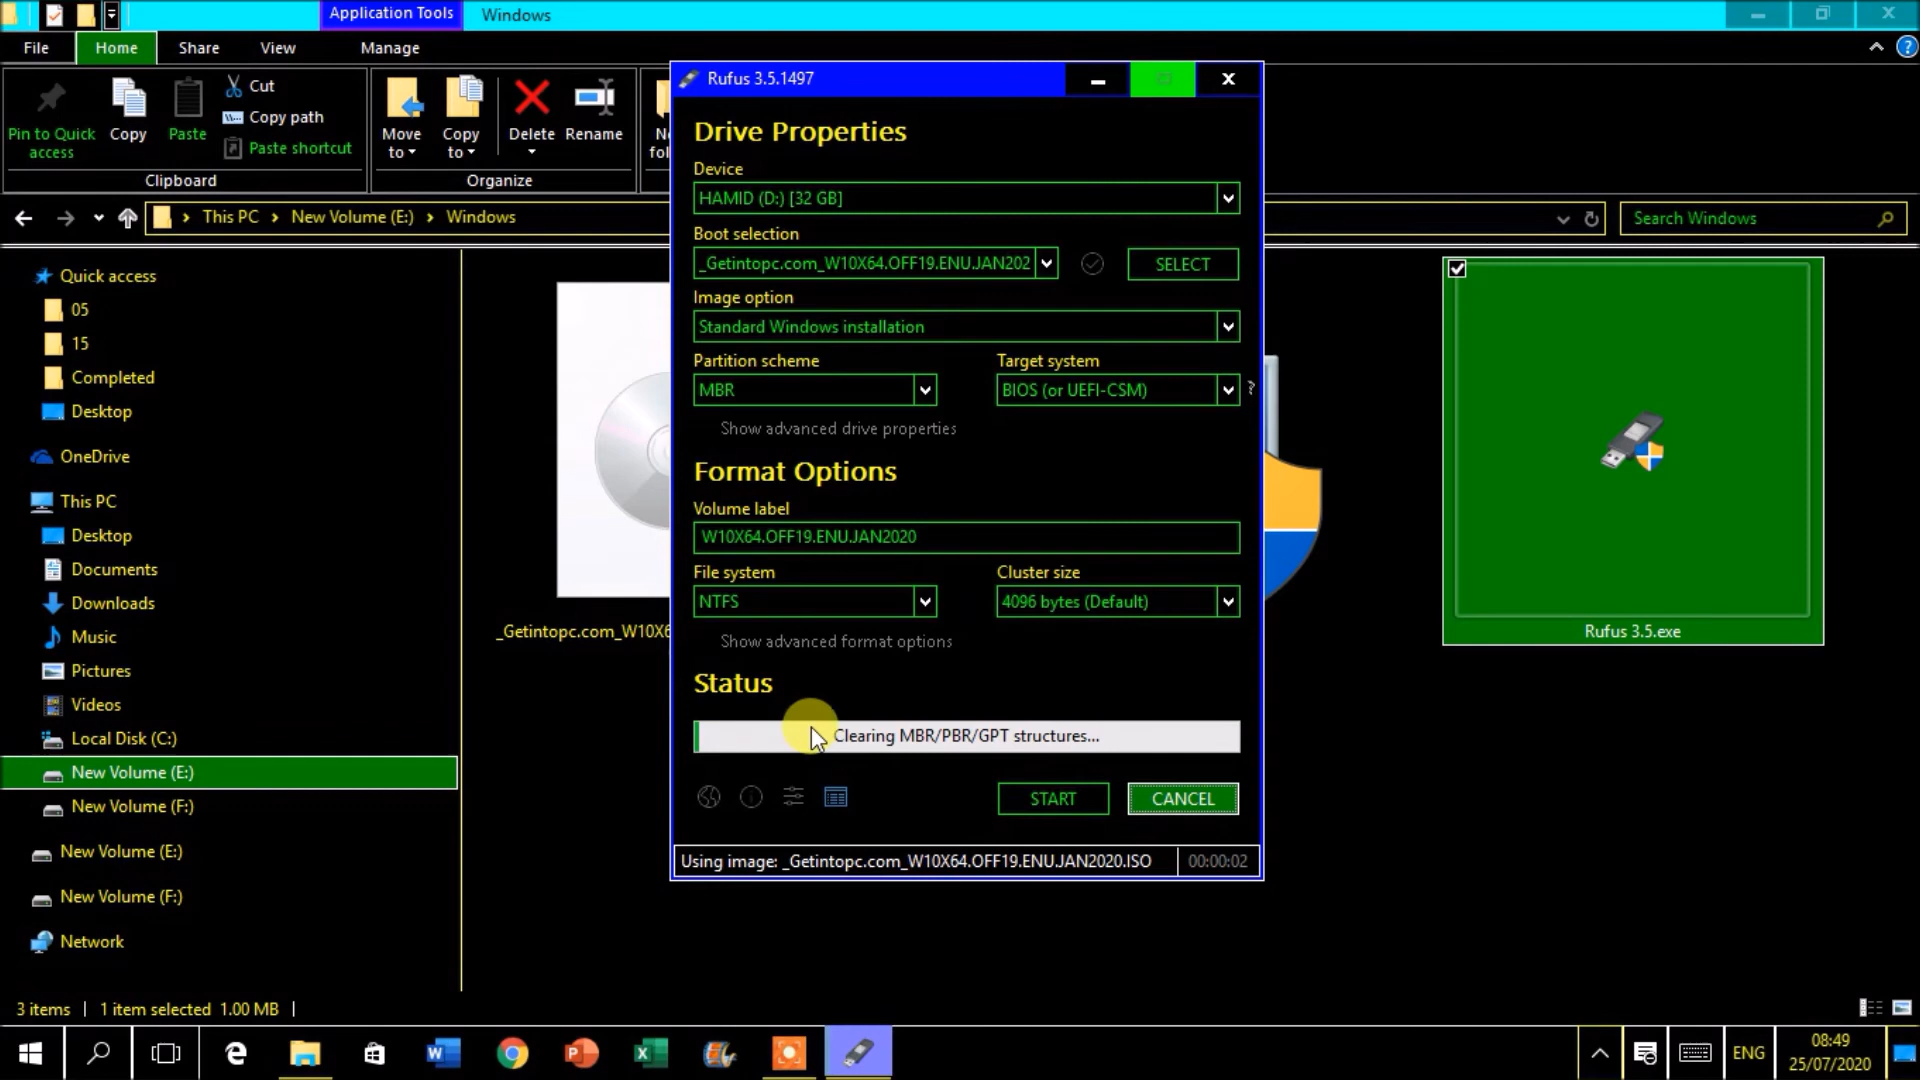 Application Tools
Windows
File
Home
Share
View
Manage
Pin to Quick access
Copy
Paste
Cut
Copy path
Paste shortcut
Clipboard
Move to
Copy to
Delete
Rename
Organize
This PC
New Volume (E:)
Windows
Search Windows
Quick access
05
15
Completed
Desktop
OneDrive
This PC
Desktop
Documents
Downloads
Music
Pictures
Videos
Local Disk (C:)
New Volume (E:)
New Volume (F:)
New Volume (E:)
New Volume (F:)
Network
3 items
1 item selected 1.00 MB
Rufus 3.5.exe
Rufus 3.5.1497
Drive Properties
Device
HAMID (D:) [32 GB]
Boot selection
_Getintopc.com_W10X64.OFF19.ENU.JAN202
SELECT
Image option
Standard Windows installation
Partition scheme
Target system
MBR
BIOS (or UEFI-CSM)
?
Show advanced drive properties
Format Options
Volume label
W10X64.OFF19.ENU.JAN2020
File system
Cluster size
NTFS
4096 bytes (Default)
Show advanced format options
Status
Clearing MBR/PBR/GPT structures...
START
CANCEL
Using image: _Getintopc.com_W10X64.OFF19.ENU.JAN2020.ISO
00:00:02
ENG
08:49
25/07/2020